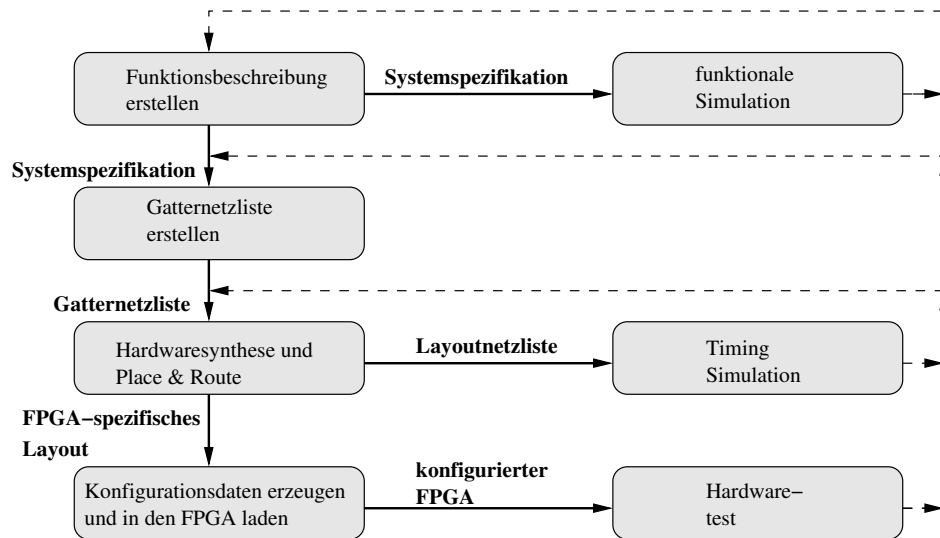 Funktionsbeschreibung
erstellen
Systemspezifikation
funktionale
Simulation
Systemspezifikation
Gatternetzliste
erstellen
Gatternetzliste
Hardwaresynthese und
Place & Route
Layoutnetzliste
Timing
Simulation
FPGA−spezifisches
Layout
Konfigurationsdaten erzeugen
und in den FPGA laden
konfigurierter
FPGA
Hardware−
test